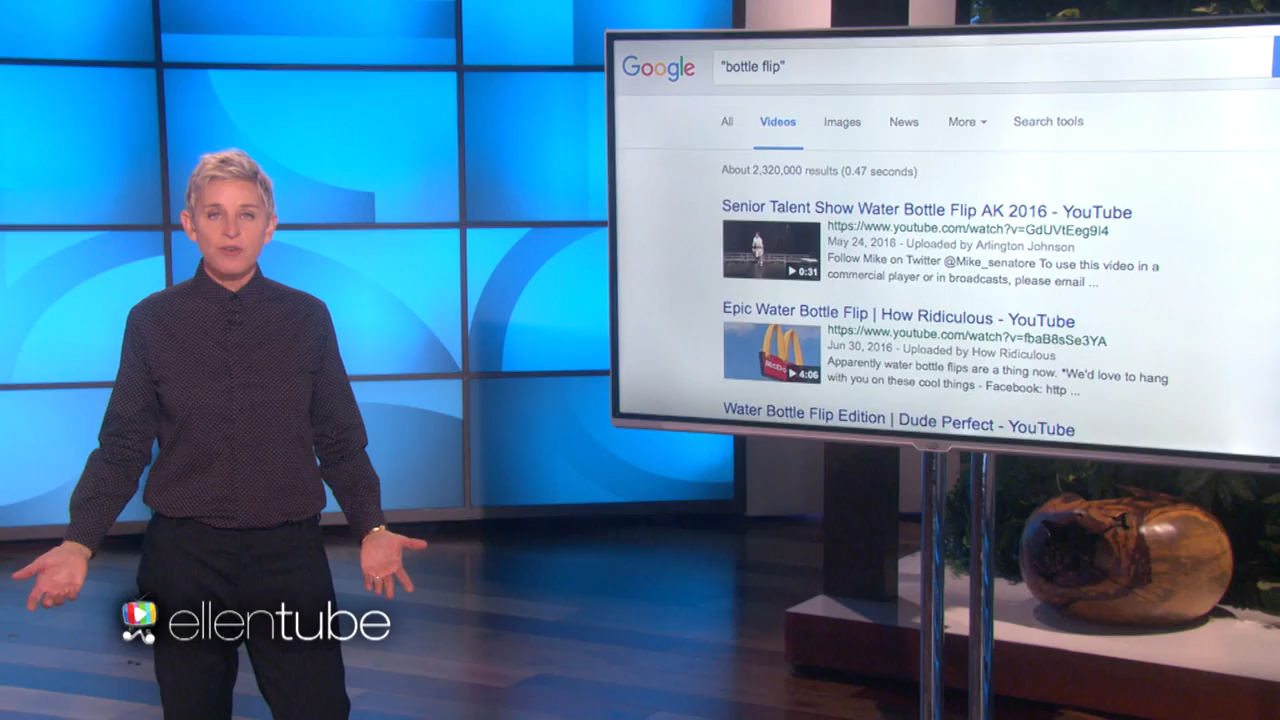 Google
"bottle flip"
All Videos Images News More Search tools
About 2,320,000 results (0.47 seconds)
Senior Talent Show Water Bottle Flip AK 2016 - YouTube
https://www.youtube.com/watch?v=GdUVtEeg9I4
May 24, 2016 - Uploaded by Arlington Johnson
Follow Mike on Twitter @Mike_senatore To use this video in a
commercial player or in broadcasts, please email ...
0:31
Epic Water Bottle Flip | How Ridiculous - YouTube
https://www.youtube.com/watch?v=fbaB8sSe3YA
Jun 30, 2016 - Uploaded by How Ridiculous
Apparently water bottle flips are a thing now. *We'd love to hang
with you on these cool things - Facebook: http ...
4:06
Water Bottle Flip Edition | Dude Perfect - YouTube
ellentube